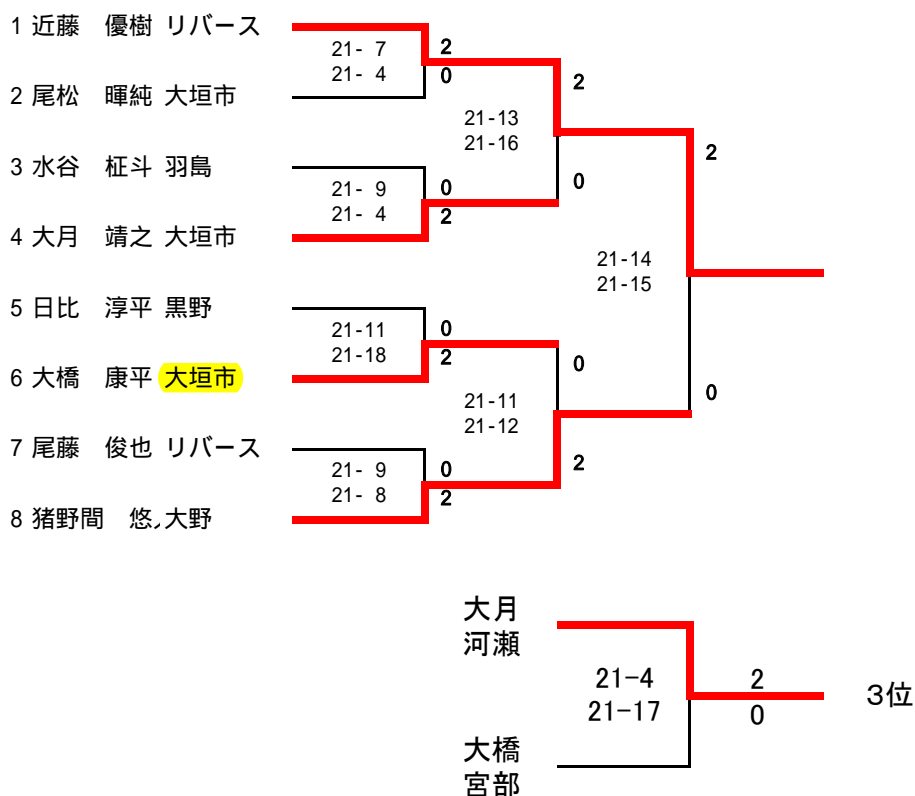 1 近藤　優樹 リバース
21- 7
21- 4
2
0
2 尾松　暉純 大垣市
21-13
21-16
2
0
3 水谷　柾斗 羽島
21- 9
21- 4
0
2
4 大月　靖之 大垣市
21-14
21-15
2
0
5 日比　淳平 黒野
21-11
21-18
0
2
6 大橋　康平 大垣市
21-11
21-12
0
2
7 尾藤　俊也 リバース
21- 9
21- 8
0
2
8 猪野間　悠 大野
大月
河瀬
21-4
21-17
2
0
3位
大橋
宮部